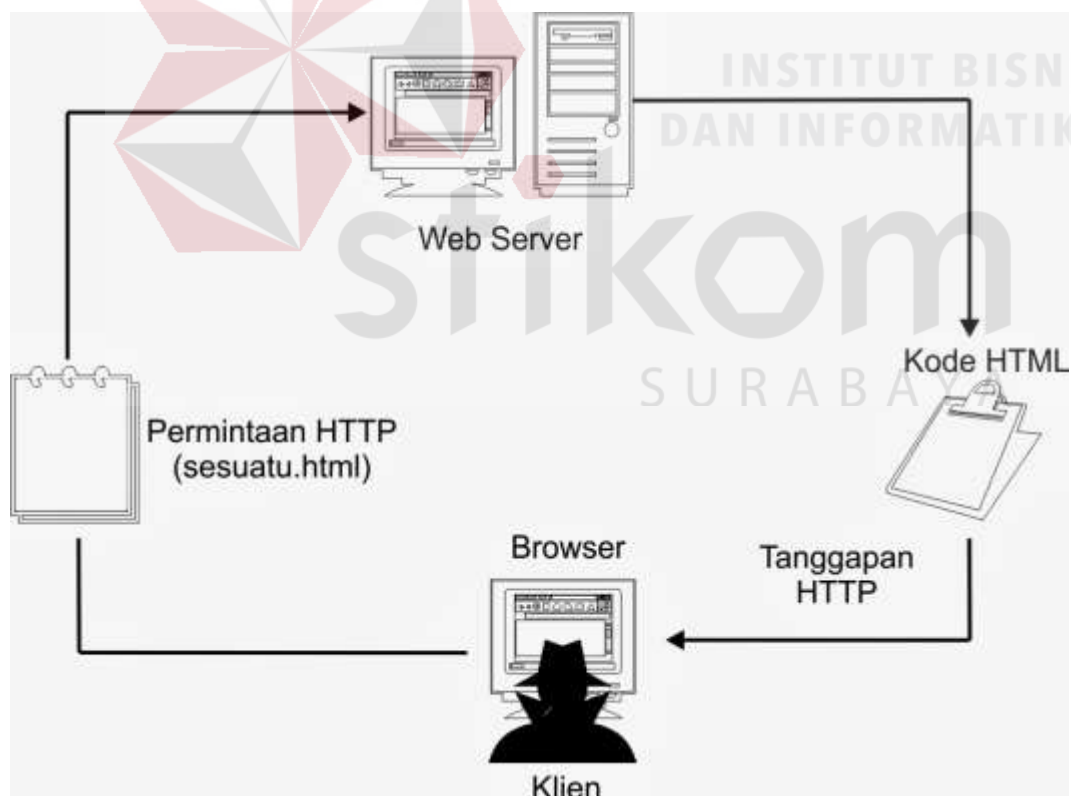 INSTITUT BISN
DAN INFORMATIK
stikom
SURABAYA
Web Server
Kode HTML
Permintaan HTTP
(sesuatu.html)
Browser
Tanggapan
HTTP
Klien